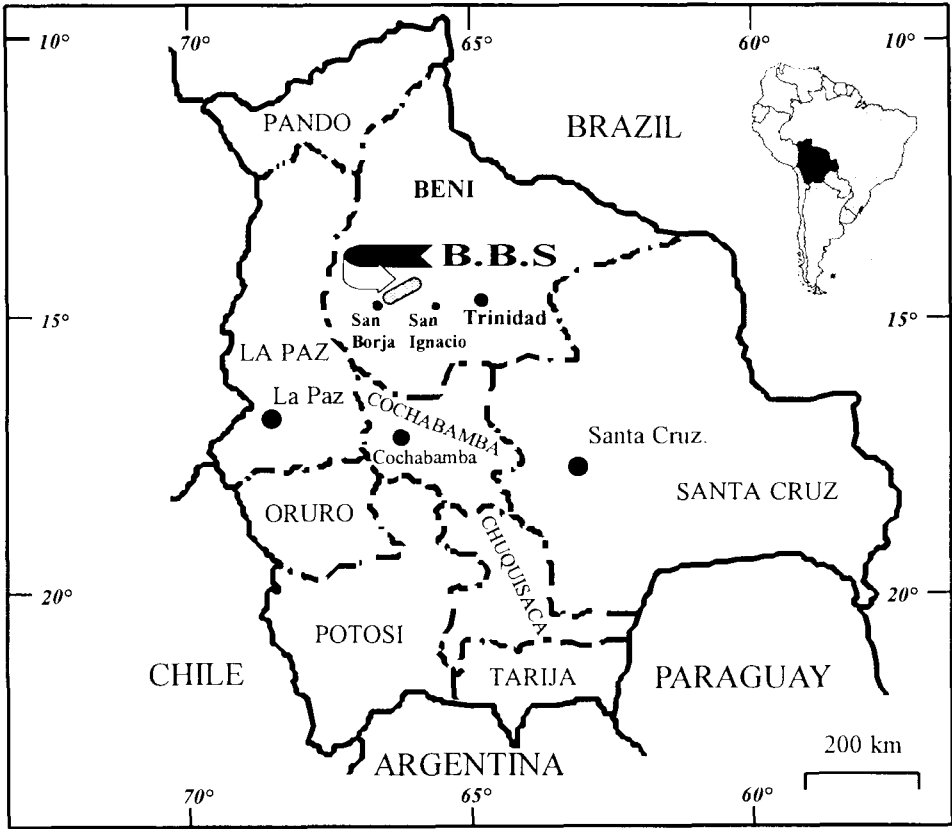 70°
65°
60°
10°
10°
PANDO
BRAZIL
BENI
B.B.S
15°
San
Borja
San
Ignacio
Trinidad
15°
LA PAZ
La Paz
COCHABAMBA
Cochabamba
Santa Cruz.
SANTA CRUZ
ORURO
CHUQUISACA
20°
20°
POTOSI
CHILE
TARIJA
PARAGUAY
200 km
ARGENTINA
70°
65°
60°